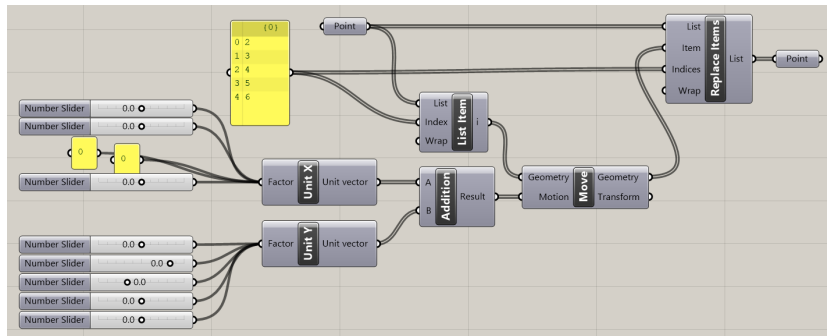 {0}
0 2
1 3
2 4
3 5
4 6
Point
List
Item
Indices
Wrap
Replace Items
List
Point
List
Index
Wrap
List Item
i
Number Slider 0.0
Number Slider 0.0
0
0
Number Slider 0.0
Factor
Unit X
Unit vector
A
B
Addition
Result
Geometry
Motion
Move
Geometry
Transform
Factor
Unit Y
Unit vector
Number Slider 0.0
Number Slider 0.0
Number Slider 0.0
Number Slider 0.0
Number Slider 0.0